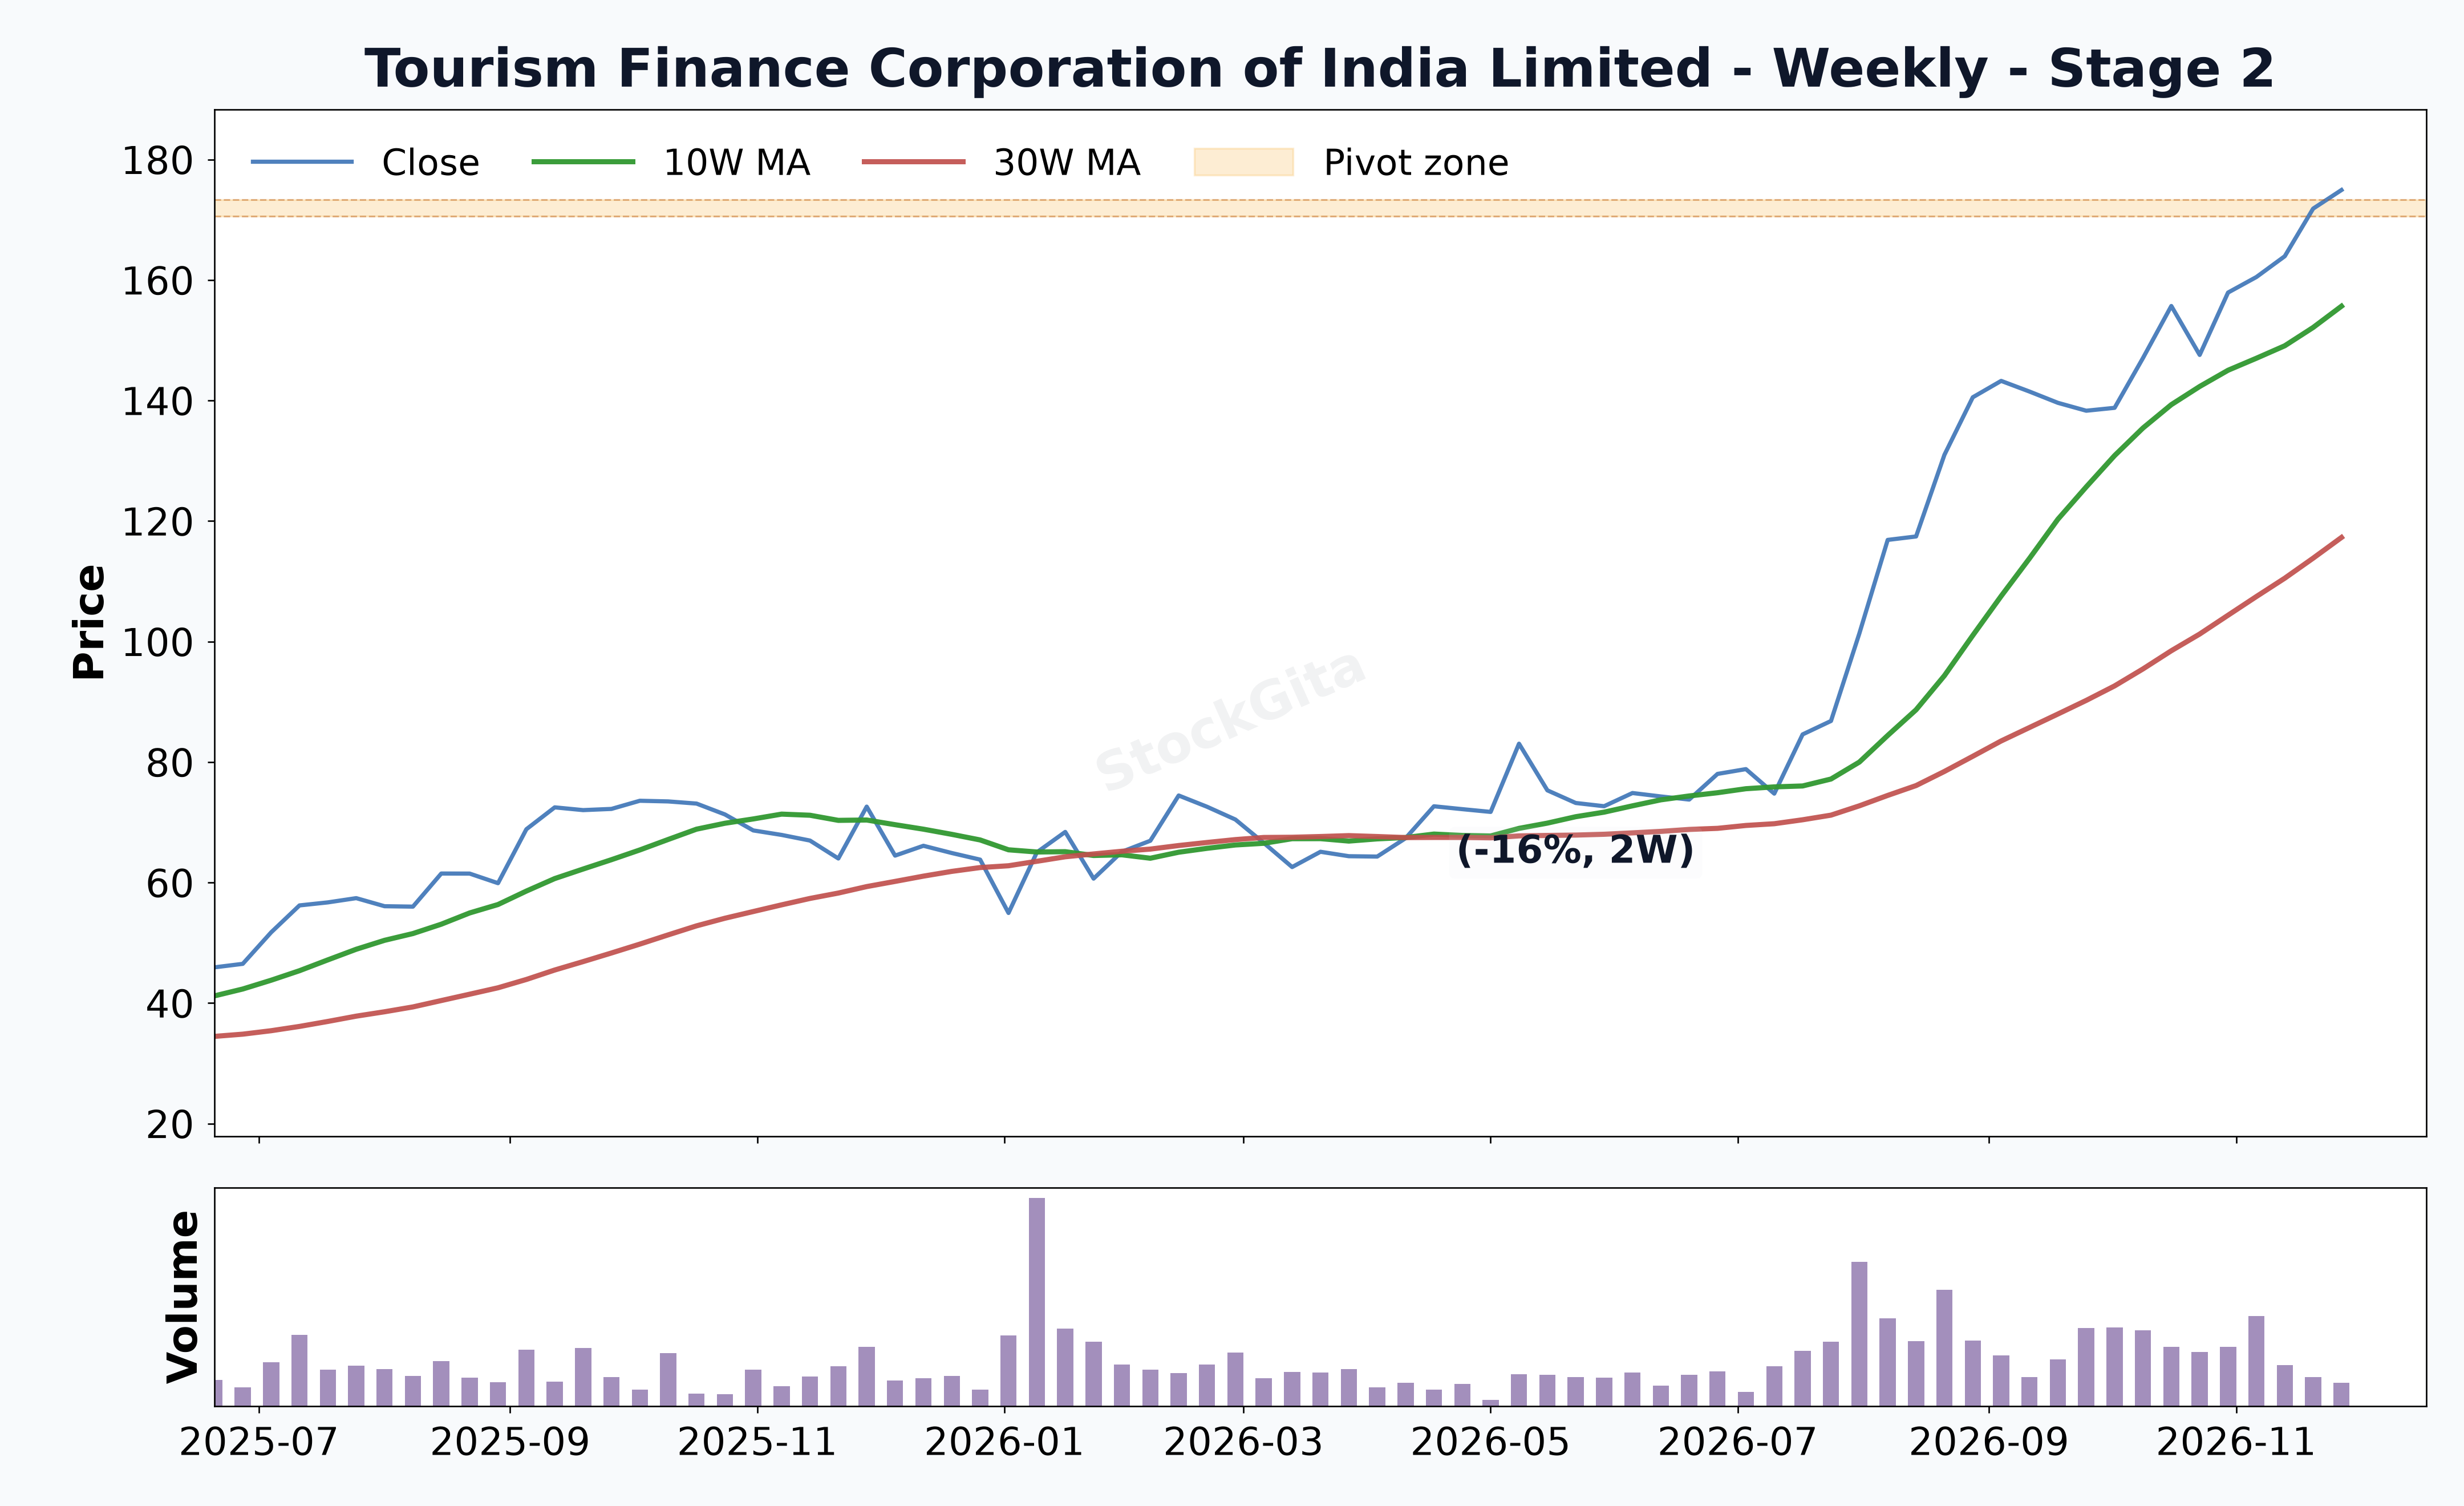 Tourism Finance Corporation of India Limited - Weekly - Stage 2
Close 10W MA 30W MA Pivot zone
180
160
140
120
100
80
60
40
20
Price
StockGita
(-16%, 2W)
Volume
2025-07 2025-09 2025-11 2026-01 2026-03 2026-05 2026-07 2026-09 2026-11